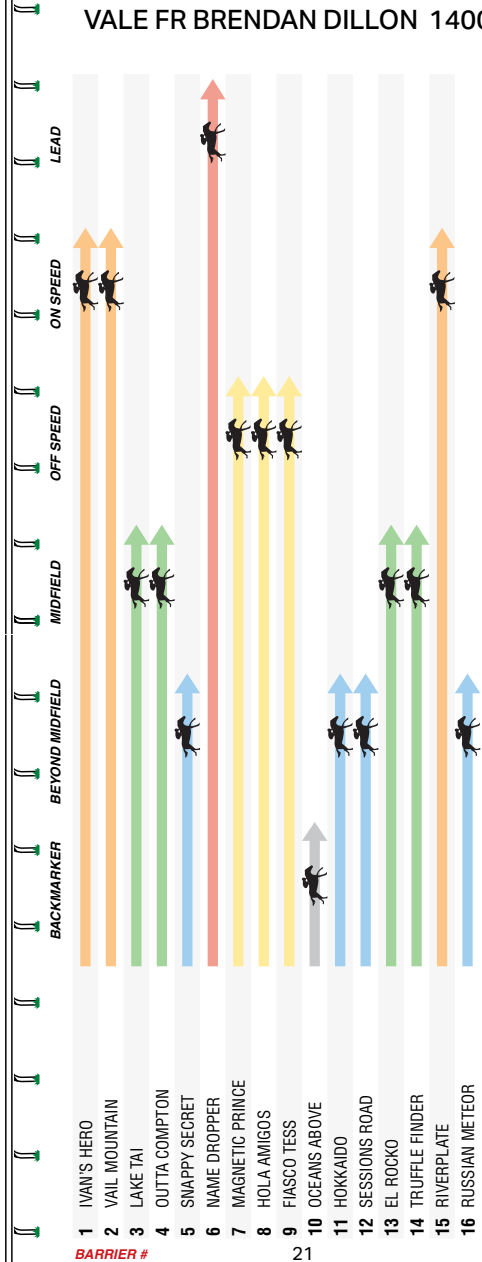 VALE FR BRENDAN DILLON 1400
LEAD
ON SPEED
OFF SPEED
MIDFIELD
BEYOND MIDFIELD
BACKMARKER
1 IVAN'S HERO
2 VAIL MOUNTAIN
3 LAKE TAI
4 OUTTA COMPTON
5 SNAPPY SECRET
6 NAME DROPPER
7 MAGNETIC PRINCE
8 HOLA AMIGOS
9 FIASCO TESS
10 OCEANS ABOVE
11 HOKKAIDO
12 SESSIONS ROAD
13 EL ROCKO
14 TRUFFLE FINDER
15 RIVERPLATE
16 RUSSIAN METEOR
BARRIER #
21